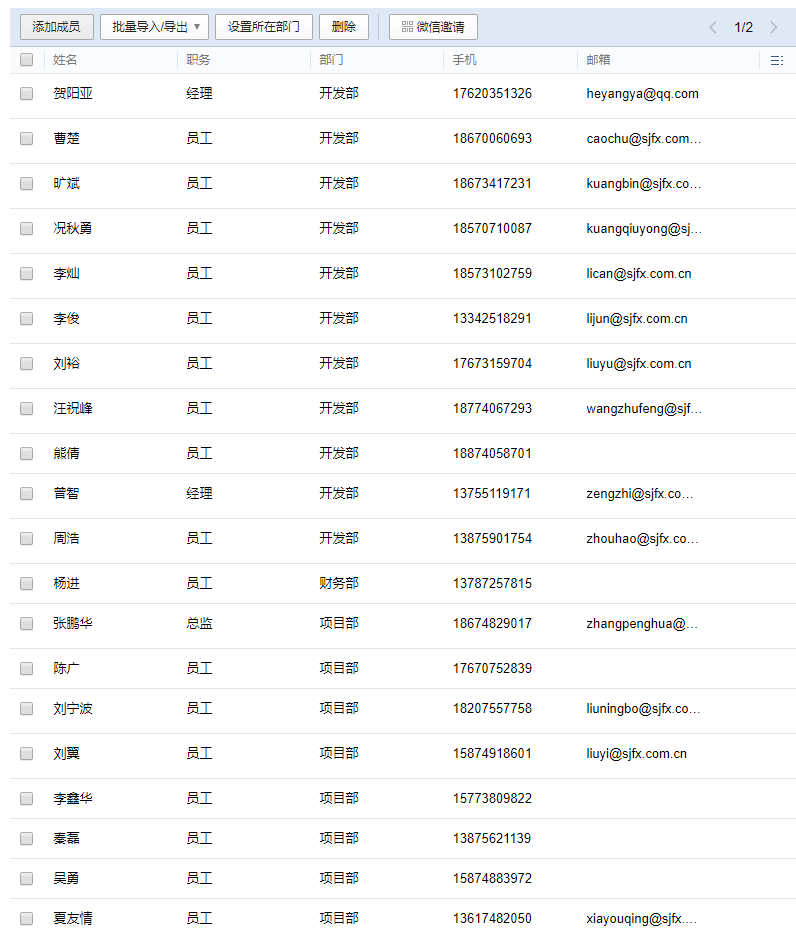 添加成员 批量导入/导出 设置所在部门 删除 微信邀请 1/2
姓名 职务 部门 手机 邮箱
贺阳亚 经理 开发部 17620351326 heyangya@qq.com
曹楚 员工 开发部 18670060693 caochu@sjfx.com...
旷斌 员工 开发部 18673417231 kuangbin@sjfx.co...
况秋勇 员工 开发部 18570710087 kuangqiuyong@sj...
李灿 员工 开发部 18573102759 lican@sjfx.com.cn
李俊 员工 开发部 13342518291 lijun@sjfx.com.cn
刘裕 员工 开发部 17673159704 liuyu@sjfx.com.cn
汪祝峰 员工 开发部 18774067293 wangzhufeng@sjf...
熊倩 员工 开发部 18874058701
曾智 经理 开发部 13755119171 zengzhi@sjfx.co...
周浩 员工 开发部 13875901754 zhouhao@sjfx.co...
杨进 员工 财务部 13787257815
张鹏华 总监 项目部 18674829017 zhangpenghua@...
陈广 员工 项目部 17670752839
刘宁波 员工 项目部 18207557758 liuningbo@sjfx.co...
刘翼 员工 项目部 15874918601 liuyi@sjfx.com.cn
李鑫华 员工 项目部 15773809822
秦磊 员工 项目部 13875621139
吴勇 员工 项目部 15874883972
夏友情 员工 项目部 13617482050 xiayouqing@sjfx....